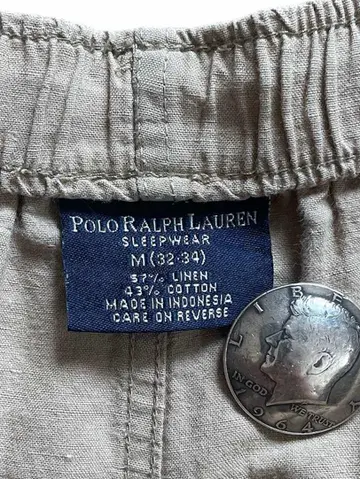 POLO RALPH LAUREN
SLEEPWEAR
M (32-34)
57% LINEN
43% COTTON
MADE IN INDONESIA
CARE ON REVERSE
LIBE
IN GOD WE TRUST
1964